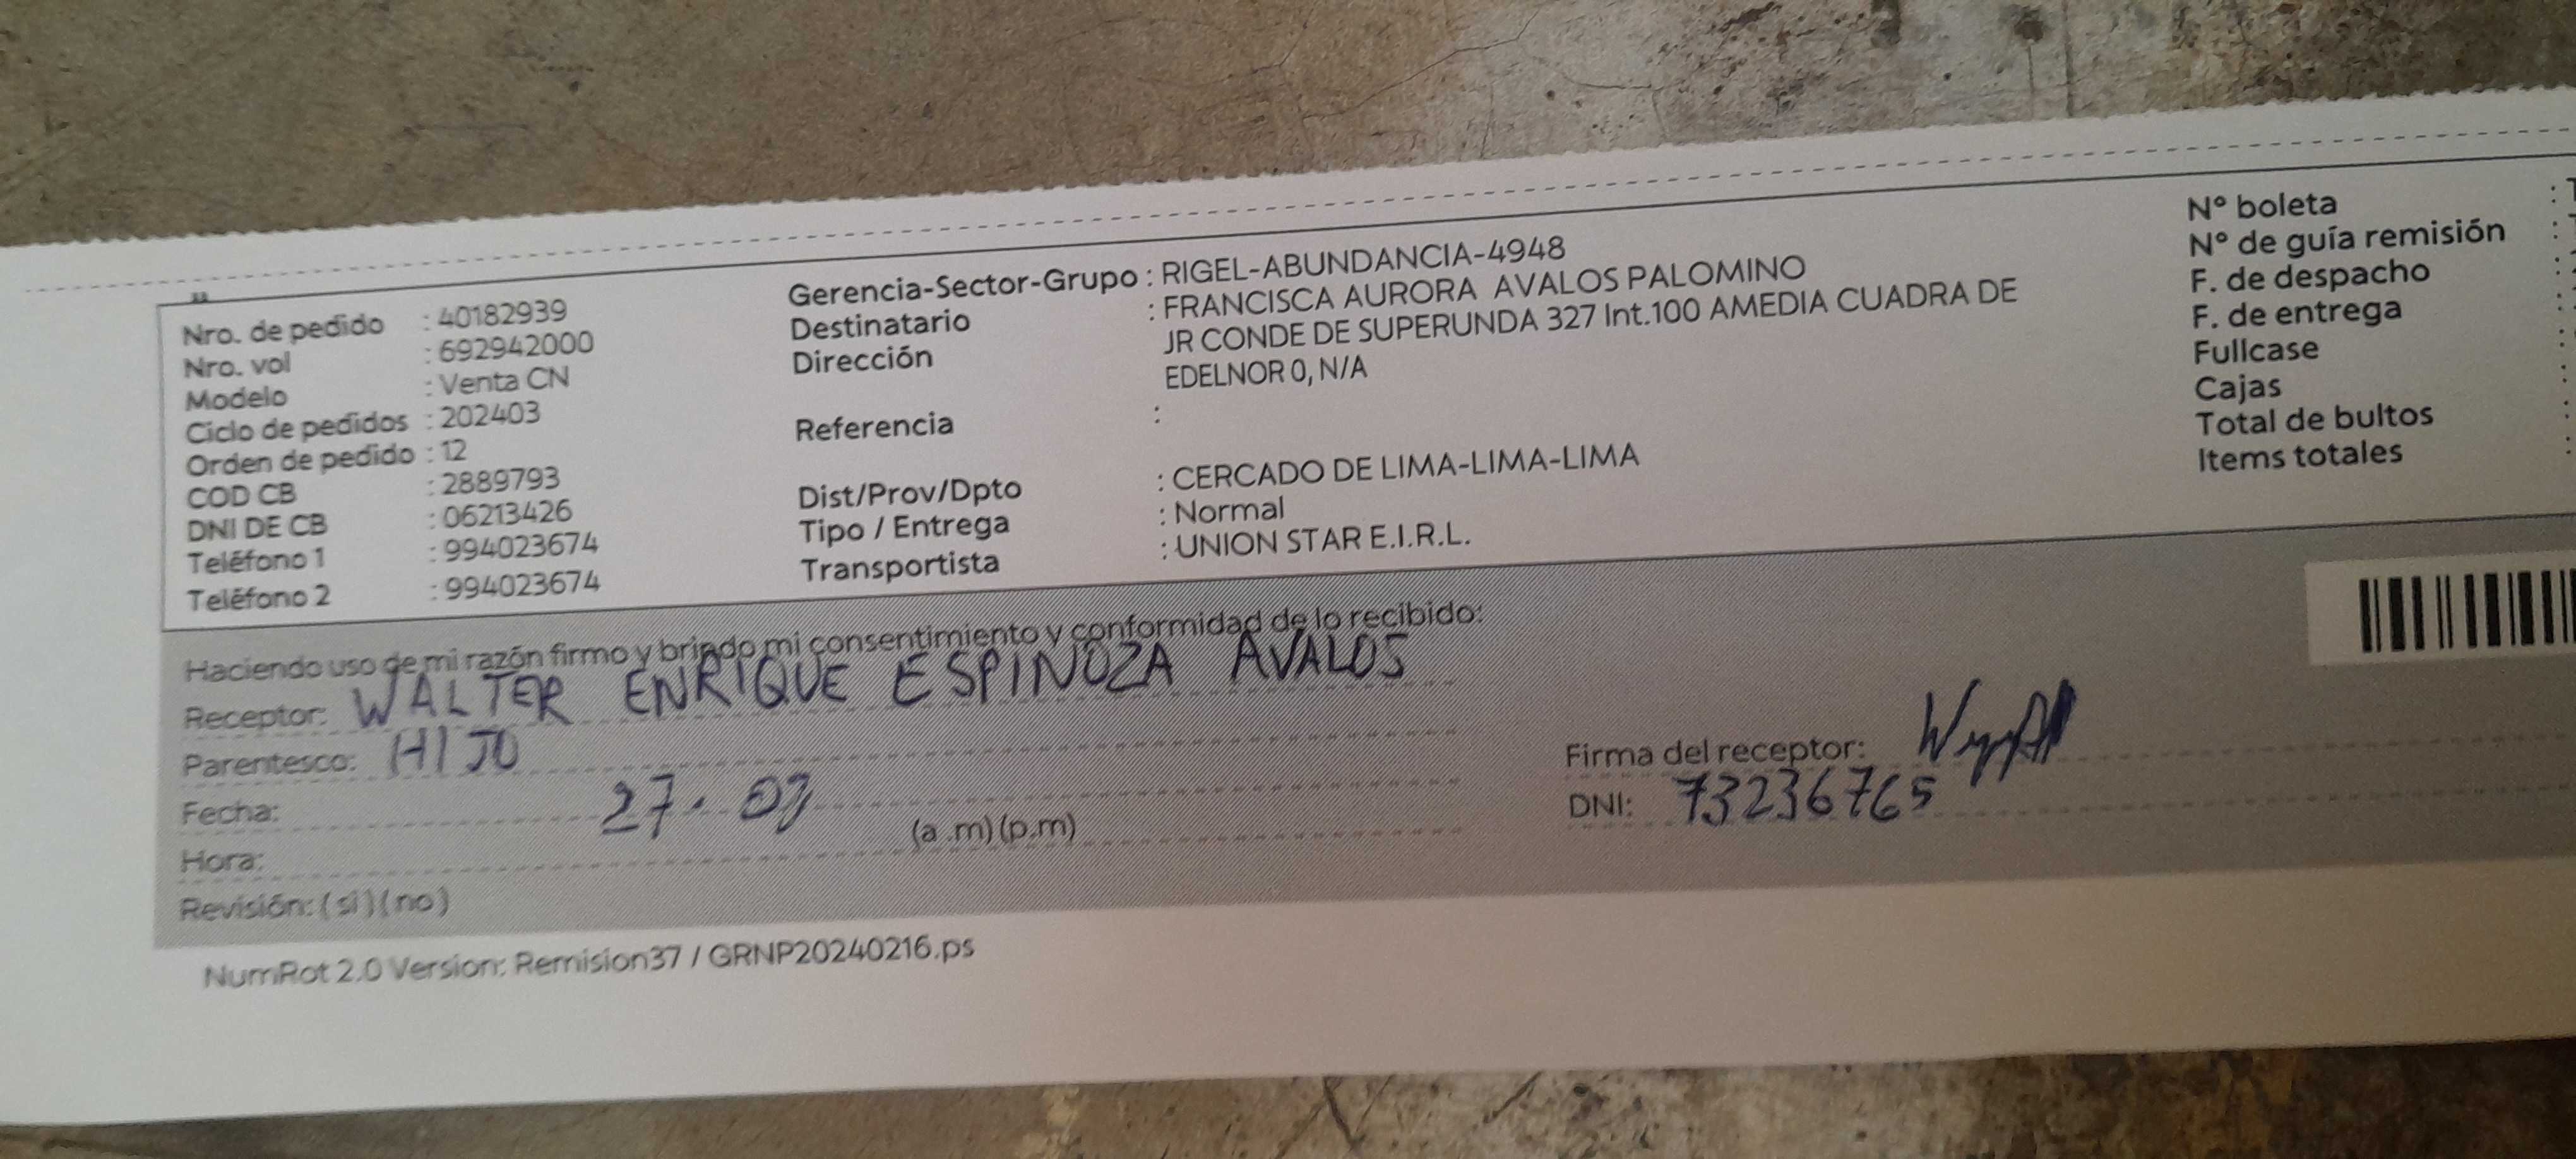 Nro. de pedido : 40182939
Nro. vol : 692942000
Modelo : Venta CN
Ciclo de pedidos : 202403
Orden de pedido : 12
COD CB : 2889793
DNI DE CB : 06213426
Teléfono 1 : 994023674
Teléfono 2 : 994023674
Gerencia-Sector-Grupo : RIGEL-ABUNDANCIA-4948
Destinatario : FRANCISCA AURORA AVALOS PALOMINO
Dirección JR CONDE DE SUPERUNDA 327 Int.100 AMEDIA CUADRA DE
EDELNOR 0, N/A
Referencia :
Dist/Prov/Dpto : CERCADO DE LIMA-LIMA-LIMA
Tipo / Entrega : Normal
Transportista : UNION STAR E.I.R.L.
N° boleta :
N° de guía remisión :
F. de despacho :
F. de entrega :
Fullcase :
Cajas :
Total de bultos :
Items totales :
Haciendo uso de mi razón firmo y brindo mi consentimiento y conformidad de lo recibido:
Receptor: WALTER ENRIQUE ESPINOZA AVALOS
Parentesco: HIJO
Fecha: 27. 03
Hora: (a .m) (p.m)
Revisión: ( si ) ( no )
Firma del receptor:
DNI: 73236765
NumRot 2.0 Version: Remision37 / GRNP20240216.ps